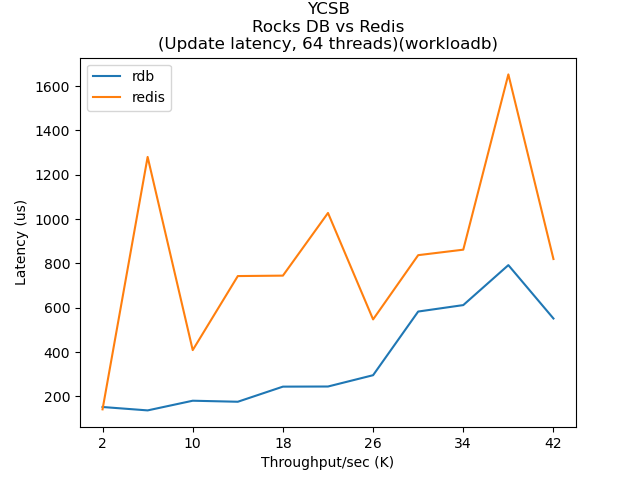 YCSB
Rocks DB vs Redis
(Update latency, 64 threads)(workloadb)
rdb
redis
1600
1400
1200
1000
800
600
400
200
Latency (us)
2 10 18 26 34 42
Throughput/sec (K)